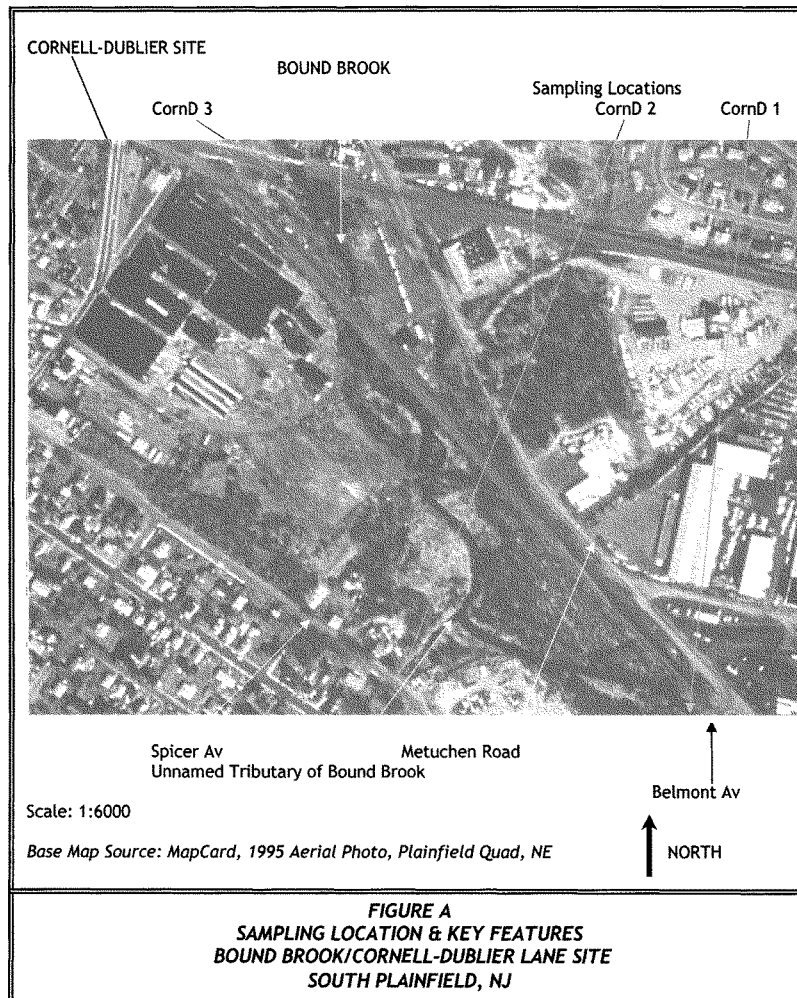 CORNELL-DUBLIER SITE
BOUND BROOK
Sampling Locations
CornD 3
CornD 2
CornD 1
Spicer Av
Metuchen Road
Unnamed Tributary of Bound Brook
Belmont Av
Scale: 1:6000
Base Map Source: MapCard, 1995 Aerial Photo, Plainfield Quad, NE
NORTH
FIGURE A
SAMPLING LOCATION & KEY FEATURES
BOUND BROOK/CORNELL-DUBLIER LANE SITE
SOUTH PLAINFIELD, NJ